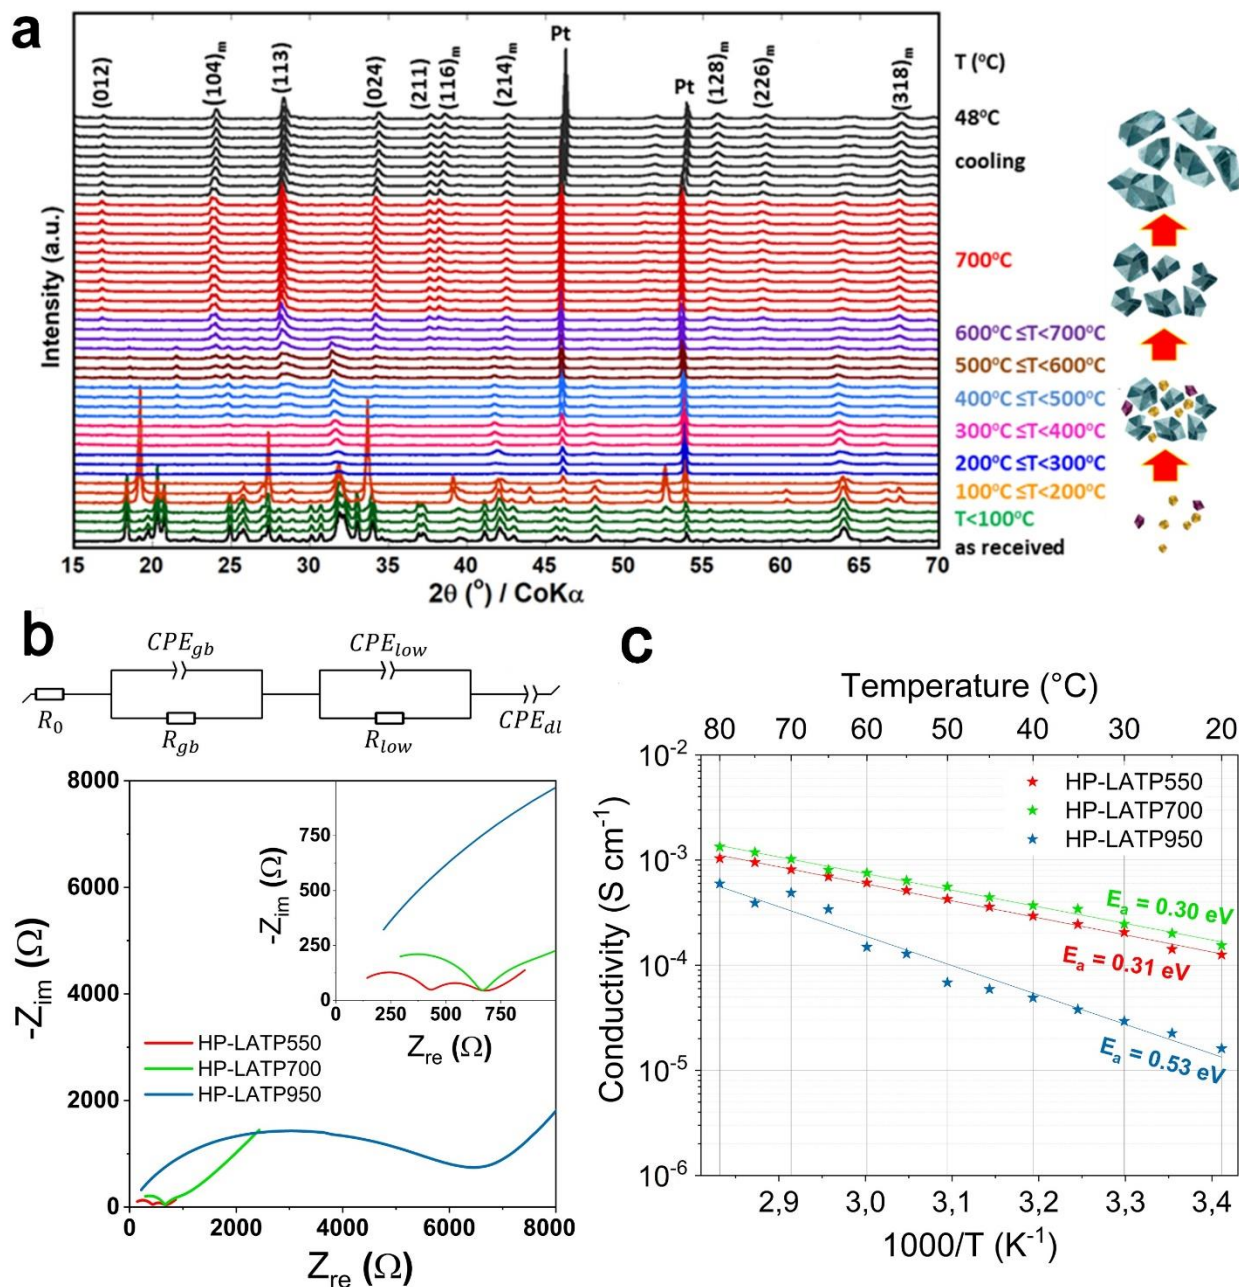 a
(012)
(104)m
(113)
(024)
(211)
(116)m
(214)m
Pt
Pt
(128)m
(226)m
(318)m
T (°C)
48°C
cooling
700°C
600°C ≤T<700°C
500°C ≤T<600°C
400°C ≤T<500°C
300°C ≤T<400°C
200°C ≤T<300°C
100°C ≤T<200°C
T<100°C
as received
Intensity (a.u.)
15 20 25 30 35 40 45 50 55 60 65 70
2θ (°) / CoKα
b
CPEgb
CPElow
R0
Rgb
Rlow
CPEdl
8000
6000
4000
2000
0
-Zim (Ω)
750
500
250
0
-Zim (Ω)
0 250 500 750
Zre (Ω)
HP-LATP550
HP-LATP700
HP-LATP950
0 2000 4000 6000 8000
Zre (Ω)
c
Temperature (°C)
80 70 60 50 40 30 20
10-2
10-3
10-4
10-5
10-6
Conductivity (S cm-1)
HP-LATP550
HP-LATP700
HP-LATP950
Ea = 0.30 eV
Ea = 0.31 eV
Ea = 0.53 eV
2,9 3,0 3,1 3,2 3,3 3,4
1000/T (K-1)